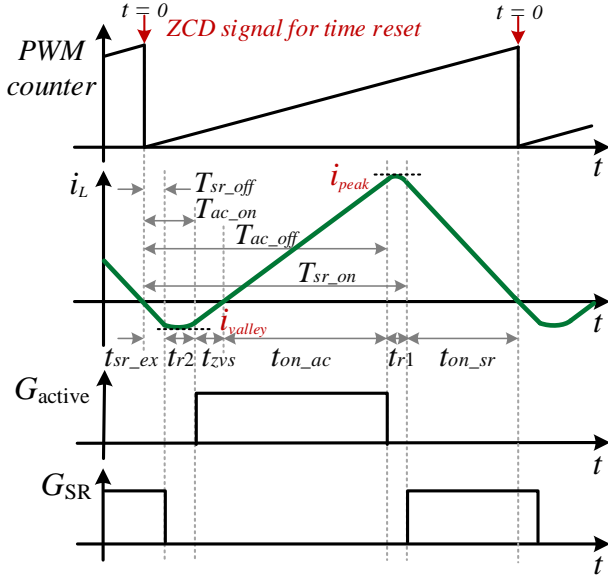 t = 0
t = 0
ZCD signal for time reset
PWM
counter
t
i_L
T_sr_off
i_peak
T_ac_on
T_ac_off
T_sr_on
t
i_valley
t_sr_ex t_r2 t_zvs t_on_ac t_r1 t_on_sr
G_active
t
G_SR
t